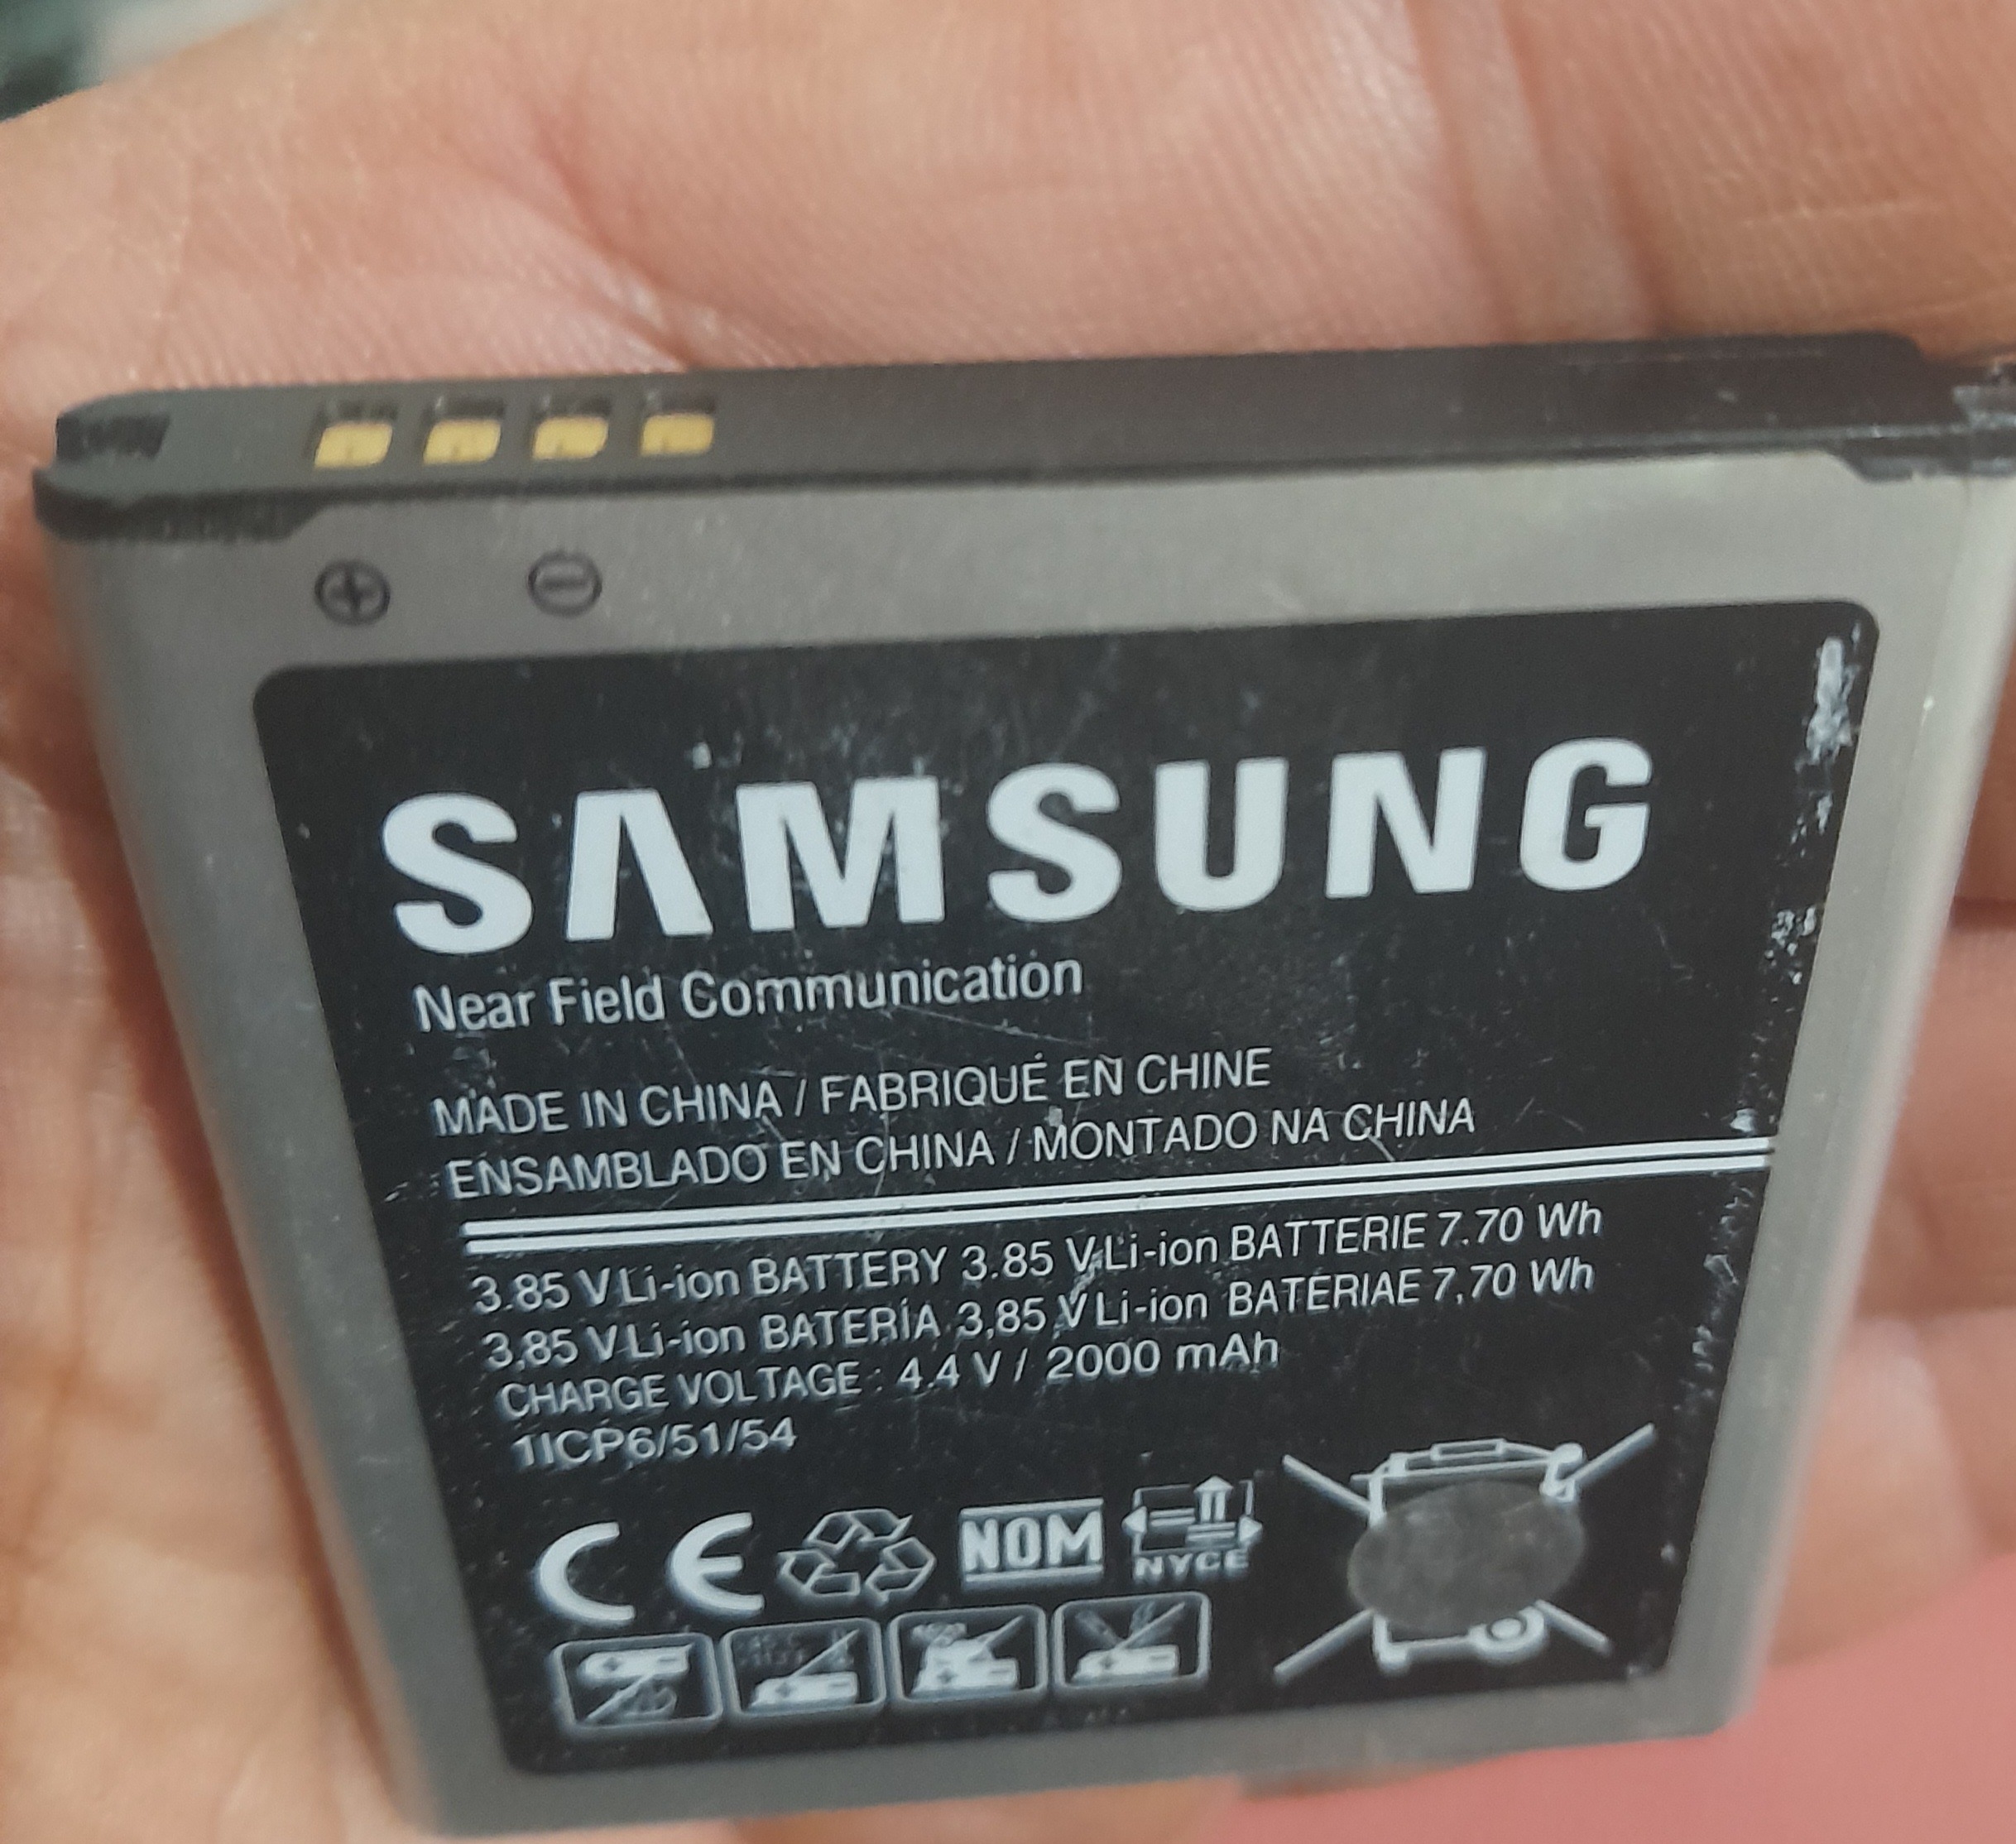 SAMSUNG
Near Field Communication
MADE IN CHINA / FABRIQUÉ EN CHINE
ENSAMBLADO EN CHINA / MONTADO NA CHINA
3.85 V Li-ion BATTERY 3.85 V Li-ion BATTERIE 7.70 Wh
3,85 V Li-ion BATERÍA 3,85 V Li-ion BATERIAE 7,70 Wh
CHARGE VOLTAGE : 4.4 V / 2000 mAh
1ICP6/51/54
CE NOM NYCE